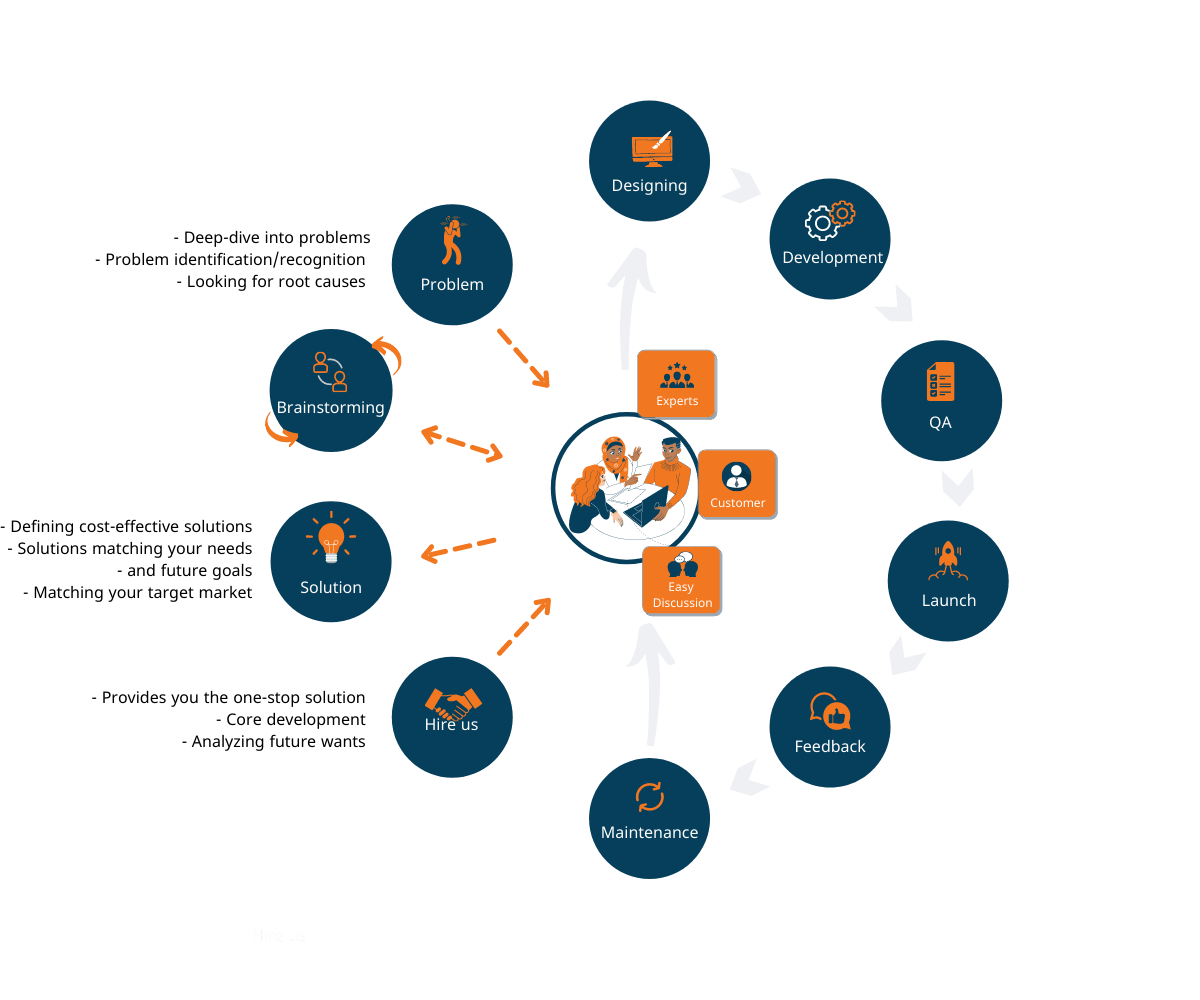 Designing
Development
- Deep-dive into problems
- Problem identification/recognition
- Looking for root causes
Problem
Brainstorming
Experts
QA
Customer
- Defining cost-effective solutions
- Solutions matching your needs
- and future goals
- Matching your target market
Solution
Easy
Discussion
Launch
- Provides you the one-stop solution
- Core development
- Analyzing future wants
Hire us
Feedback
Maintenance